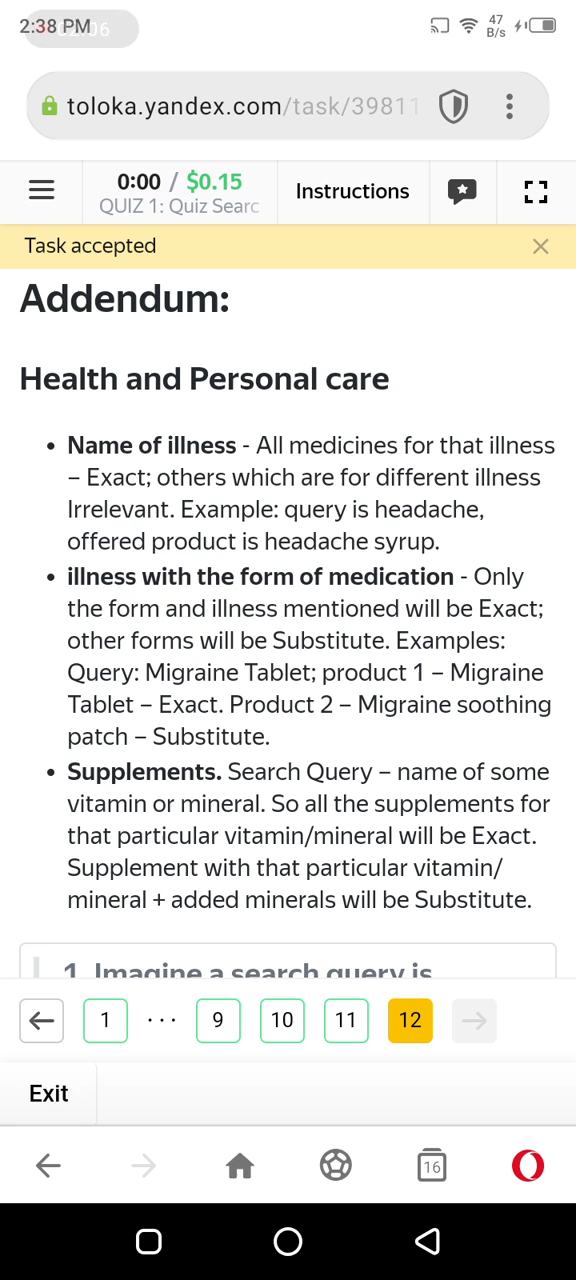 2:38 PM
47
B/s
toloka.yandex.com/task/39811
0:00 / $0.15
QUIZ 1: Quiz Searc
Instructions
Task accepted
Addendum:
Health and Personal care
• Name of illness - All medicines for that illness
– Exact; others which are for different illness
Irrelevant. Example: query is headache,
offered product is headache syrup.
• illness with the form of medication - Only
the form and illness mentioned will be Exact;
other forms will be Substitute. Examples:
Query: Migraine Tablet; product 1 – Migraine
Tablet – Exact. Product 2 – Migraine soothing
patch – Substitute.
• Supplements. Search Query – name of some
vitamin or mineral. So all the supplements for
that particular vitamin/mineral will be Exact.
Supplement with that particular vitamin/
mineral + added minerals will be Substitute.
1. Imagine a search query is
1 ... 9 10 11 12
Exit
16